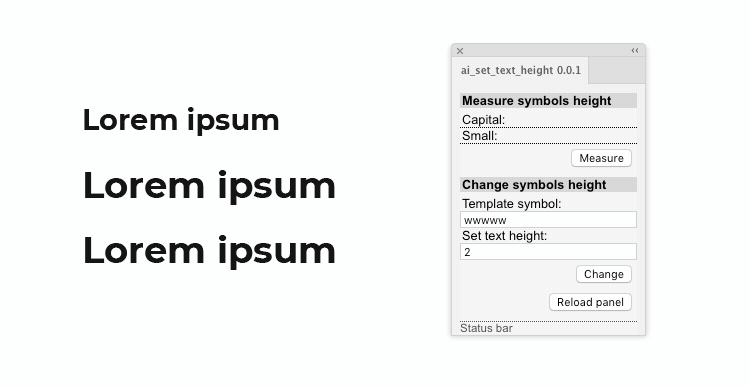 Lorem ipsum
Lorem ipsum
Lorem ipsum
ai_set_text_height 0.0.1
Measure symbols height
Capital:
Small:
Measure
Change symbols height
Template symbol:
wwwww
Set text height:
2
Change
Reload panel
Status bar